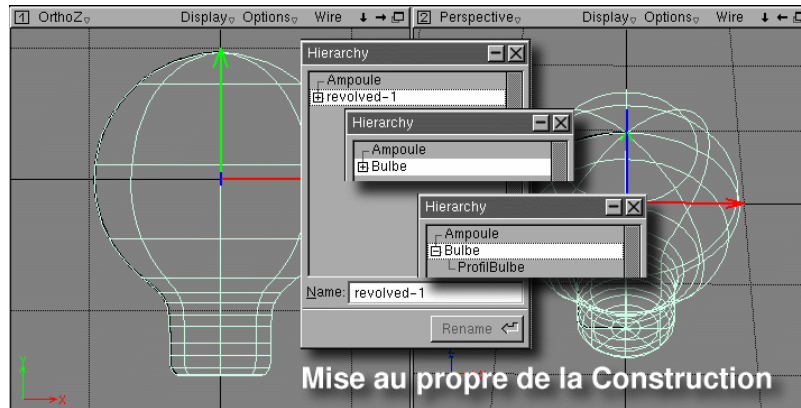 1 OrthoZ Display Options Wire
2 Perspective Display Options Wire
Hierarchy
Ampoule
revolved-1
Hierarchy
Ampoule
Bulbe
Hierarchy
Ampoule
Bulbe
ProfilBulbe
Name: revolved-1
Rename
Mise au propre de la Construction
Y
X